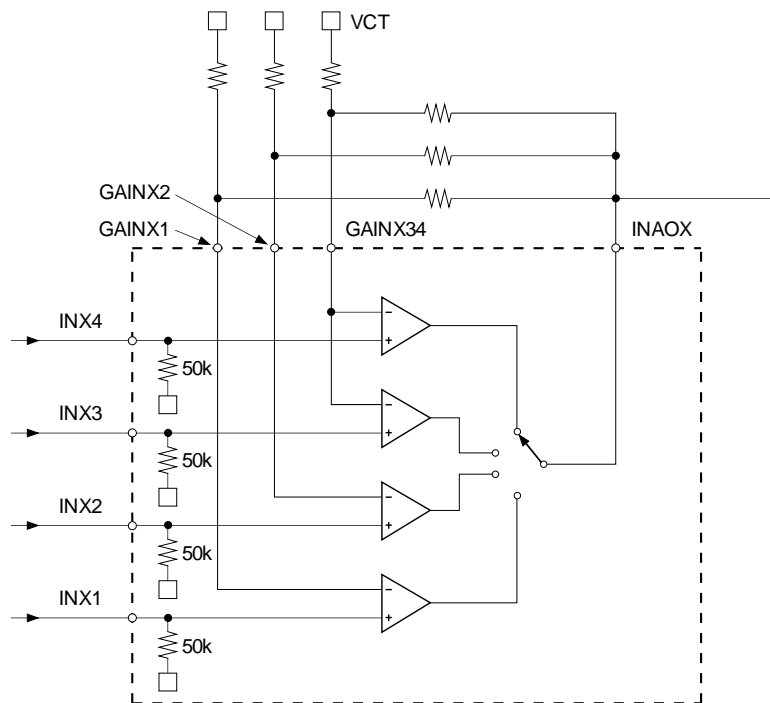 VCT
GAINX2
GAINX1
GAINX34
INAOX
INX4
50k
INX3
50k
INX2
50k
INX1
50k